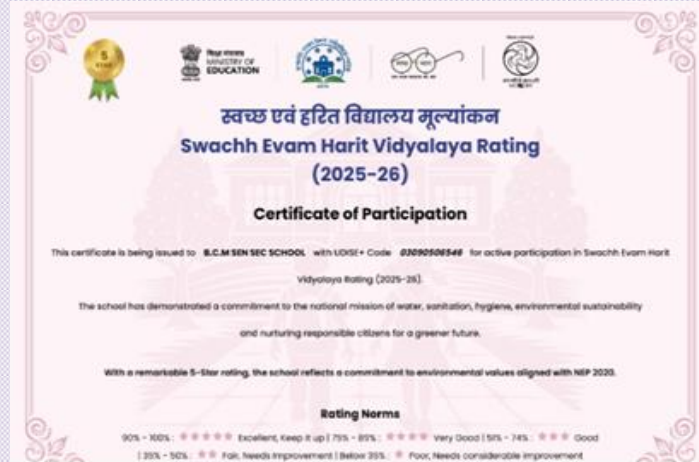 5
STAR
शिक्षा मंत्रालय
MINISTRY OF
EDUCATION
स्वच्छ एवं हरित विद्यालय मूल्यांकन
Swachh Evam Harit Vidyalaya Rating
(2025-26)
Certificate of Participation
This certificate is being issued to B.C.M SEN SEC SCHOOL with UDISE+ Code 03090506546 for active participation in Swachh Evam Harit
Vidyalaya Rating (2025-26).
The school has demonstrated a commitment to the national mission of water, sanitation, hygiene, environmental sustainability
and nurturing responsible citizens for a greener future.
With a remarkable 5-Star rating, the school reflects a commitment to environmental values aligned with NEP 2020.
Rating Norms
90% - 100% : ★★★★★ Excellent, Keep it up | 75% - 89% : ★★★★ Very Good | 51% - 74% : ★★★ Good
| 35% - 50% : ★★ Fair, Needs Improvement | Below 35% : ★ Poor, Needs considerable improvement